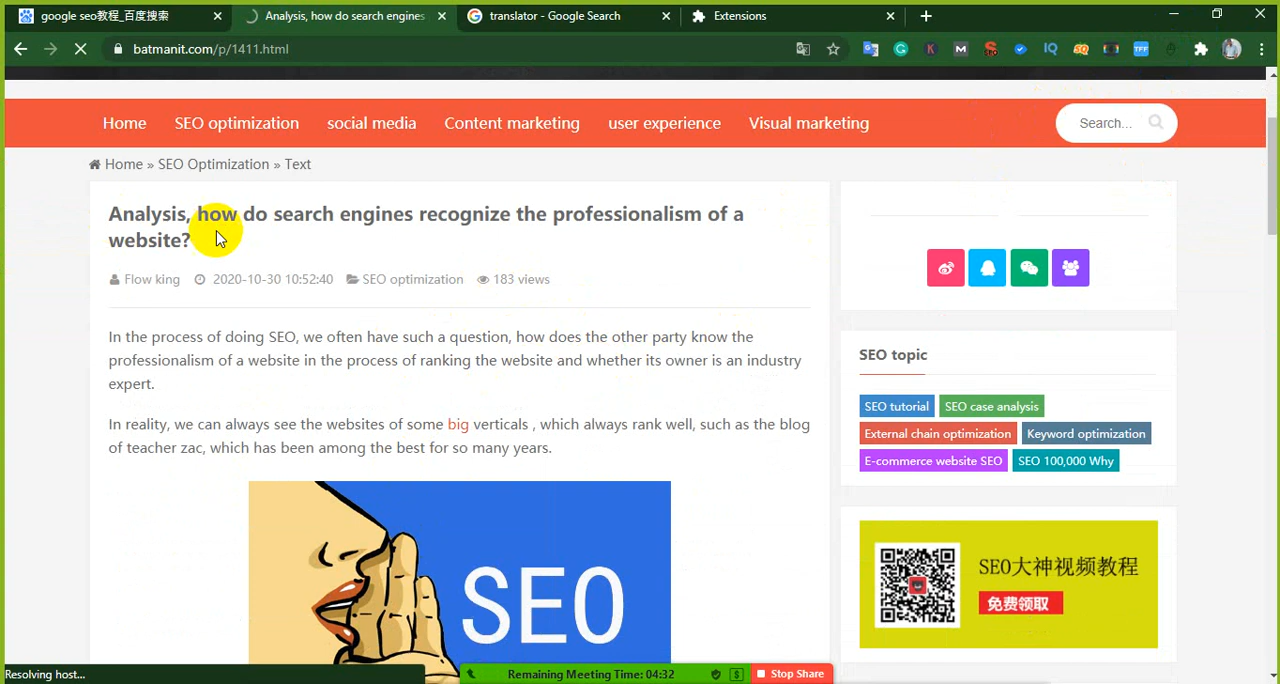 google seo教程_百度搜索
Analysis, how do search engines
translator - Google Search
Extensions
batmanit.com/p/1411.html
Home
SEO optimization
social media
Content marketing
user experience
Visual marketing
Search...
Home » SEO Optimization » Text
Analysis, how do search engines recognize the professionalism of a
website?
Flow king
2020-10-30 10:52:40
SEO optimization
183 views
In the process of doing SEO, we often have such a question, how does the other party know the
professionalism of a website in the process of ranking the website and whether its owner is an industry
expert.
In reality, we can always see the websites of some big verticals , which always rank well, such as the blog
of teacher zac, which has been among the best for so many years.
SEO
SEO topic
SEO tutorial
SEO case analysis
External chain optimization
Keyword optimization
E-commerce website SEO
SEO 100,000 Why
SEO大神视频教程
免费领取
Resolving host...
Remaining Meeting Time: 04:32
Stop Share